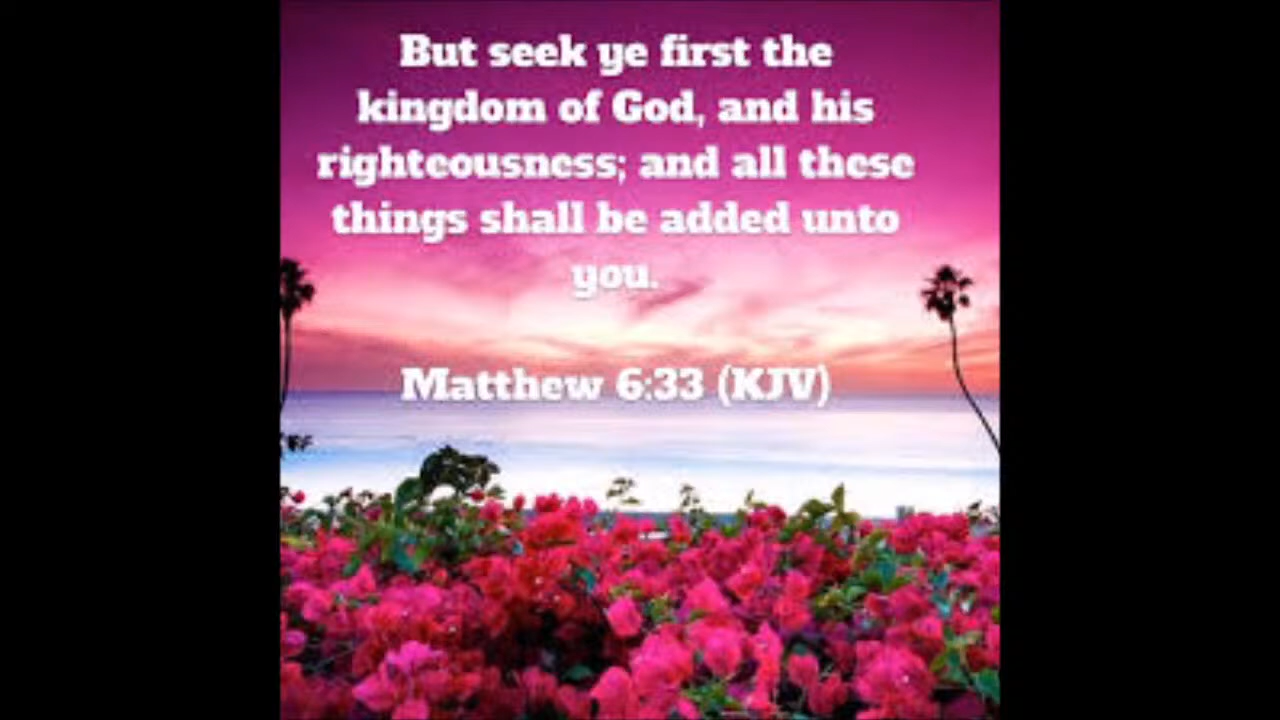 But seek ye first the
kingdom of God, and his
righteousness; and all these
things shall be added unto
you.
Matthew 6:33 (KJV)